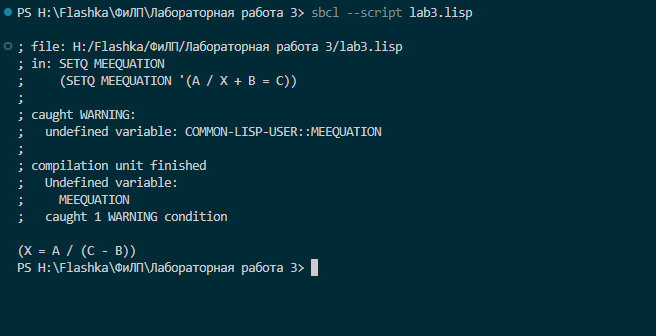 PS H:\Flashka\ФиЛП\Лабораторная работа 3> sbcl --script lab3.lisp
; file: H:/Flashka/ФиЛП/Лабораторная работа 3/lab3.lisp
; in: SETQ MEEQUATION
;     (SETQ MEEQUATION '(A / X + B = C))
;
; caught WARNING:
;   undefined variable: COMMON-LISP-USER::MEEQUATION
;
; compilation unit finished
;   Undefined variable:
;     MEEQUATION
;   caught 1 WARNING condition
(X = A / (C - B))
PS H:\Flashka\ФиЛП\Лабораторная работа 3>